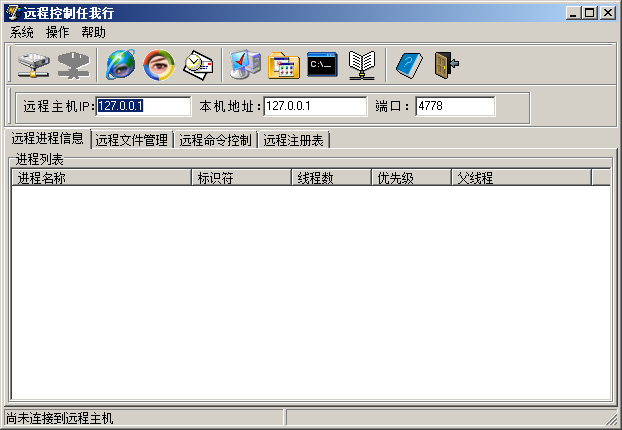 远程控制任我行
系统 操作 帮助
C:\...
远程主机IP: 127.0.0.1 本机地址: 127.0.0.1 端口: 4778
远程进程信息 远程文件管理 远程命令控制 远程注册表
进程列表
进程名称 标识符 线程数 优先级 父线程
尚未连接到远程主机